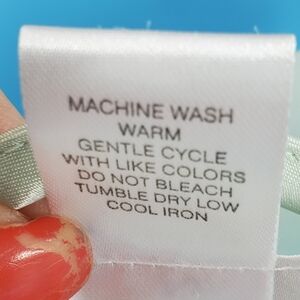 MACHINE WASH
WARM
GENTLE CYCLE
WITH LIKE COLORS
DO NOT BLEACH
TUMBLE DRY LOW
COOL IRON